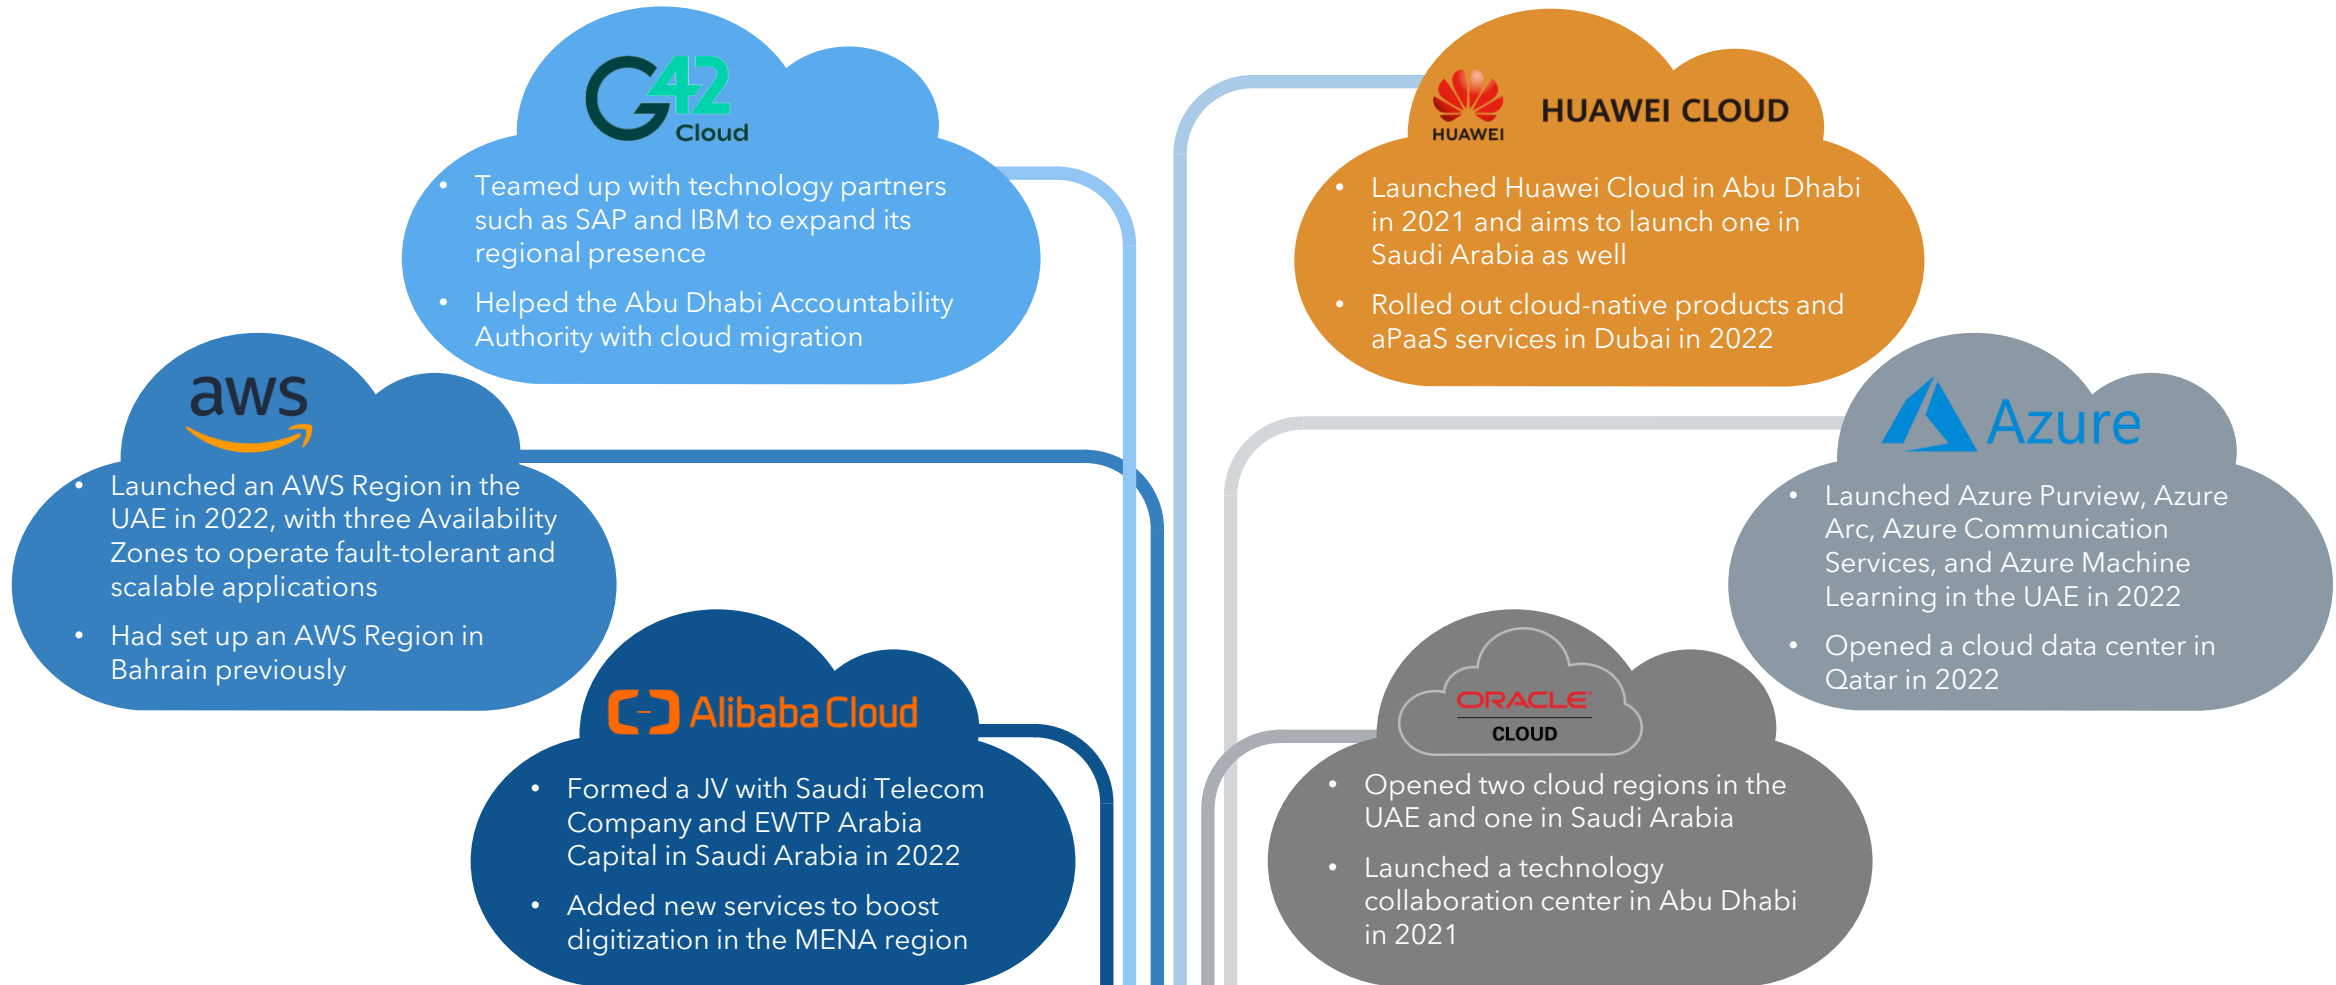 G42
Cloud
• Teamed up with technology partners
such as SAP and IBM to expand its
regional presence
• Helped the Abu Dhabi Accountability
Authority with cloud migration
HUAWEI
HUAWEI CLOUD
• Launched Huawei Cloud in Abu Dhabi
in 2021 and aims to launch one in
Saudi Arabia as well
• Rolled out cloud-native products and
aPaaS services in Dubai in 2022
aws
• Launched an AWS Region in the
UAE in 2022, with three Availability
Zones to operate fault-tolerant and
scalable applications
• Had set up an AWS Region in
Bahrain previously
Azure
• Launched Azure Purview, Azure
Arc, Azure Communication
Services, and Azure Machine
Learning in the UAE in 2022
• Opened a cloud data center in
Qatar in 2022
Alibaba Cloud
• Formed a JV with Saudi Telecom
Company and EWTP Arabia
Capital in Saudi Arabia in 2022
• Added new services to boost
digitization in the MENA region
ORACLE
CLOUD
• Opened two cloud regions in the
UAE and one in Saudi Arabia
• Launched a technology
collaboration center in Abu Dhabi
in 2021